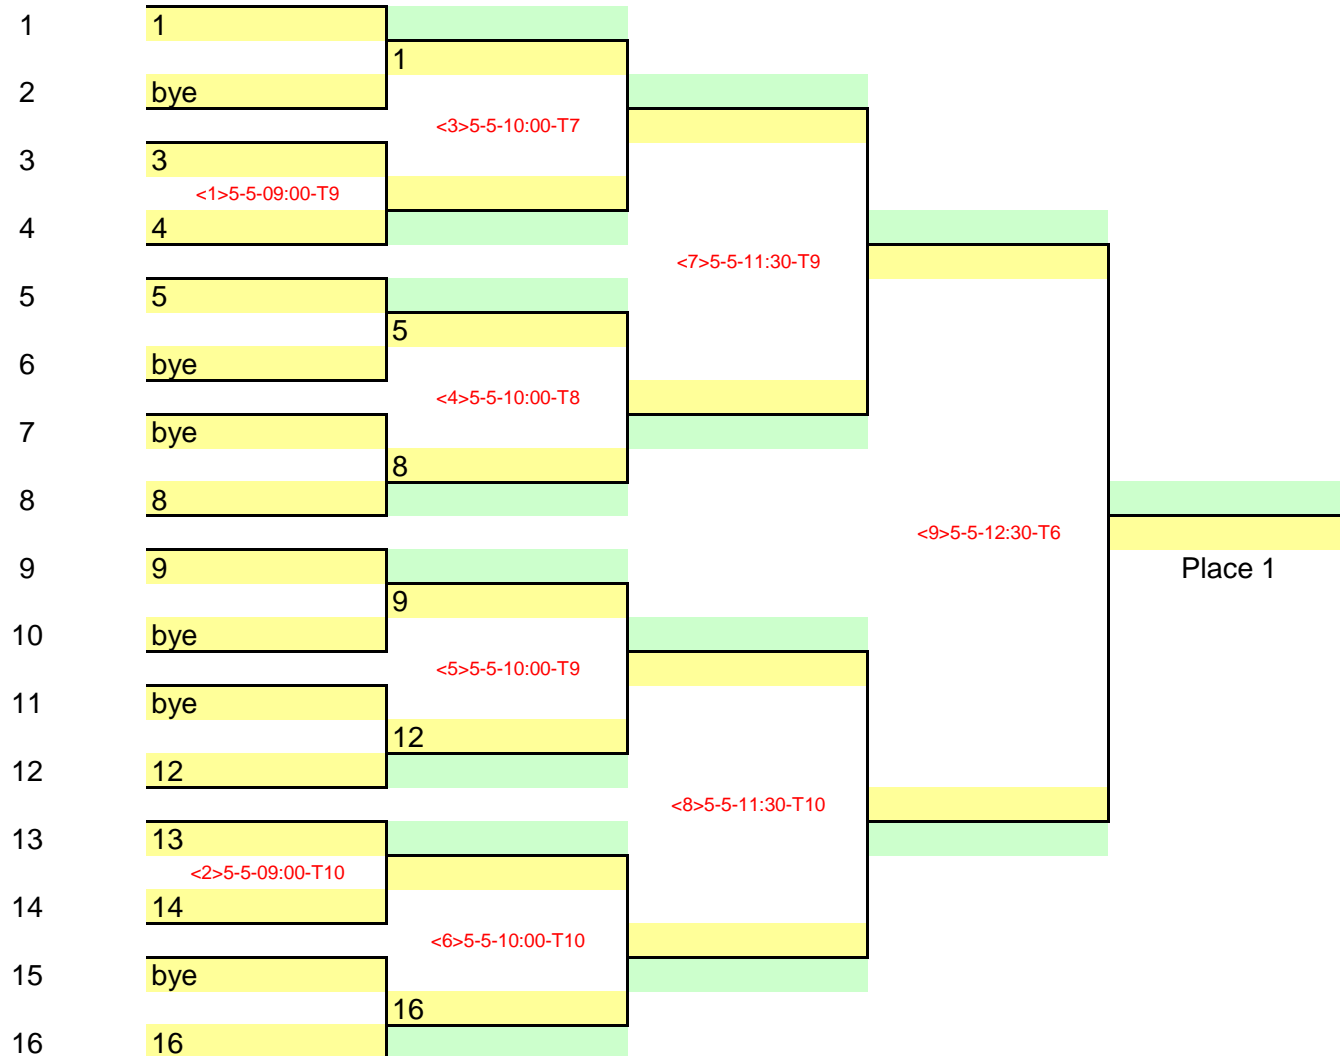 1 1
1
2 bye
<3>5-5-10:00-T7
3 3
<1>5-5-09:00-T9
4 4
<7>5-5-11:30-T9
5 5
5
6 bye
<4>5-5-10:00-T8
7 bye
8
8 8
<9>5-5-12:30-T6
9 9
Place 1
9
10 bye
<5>5-5-10:00-T9
11 bye
12
12 12
<8>5-5-11:30-T10
13 13
<2>5-5-09:00-T10
14 14
<6>5-5-10:00-T10
15 bye
16
16 16